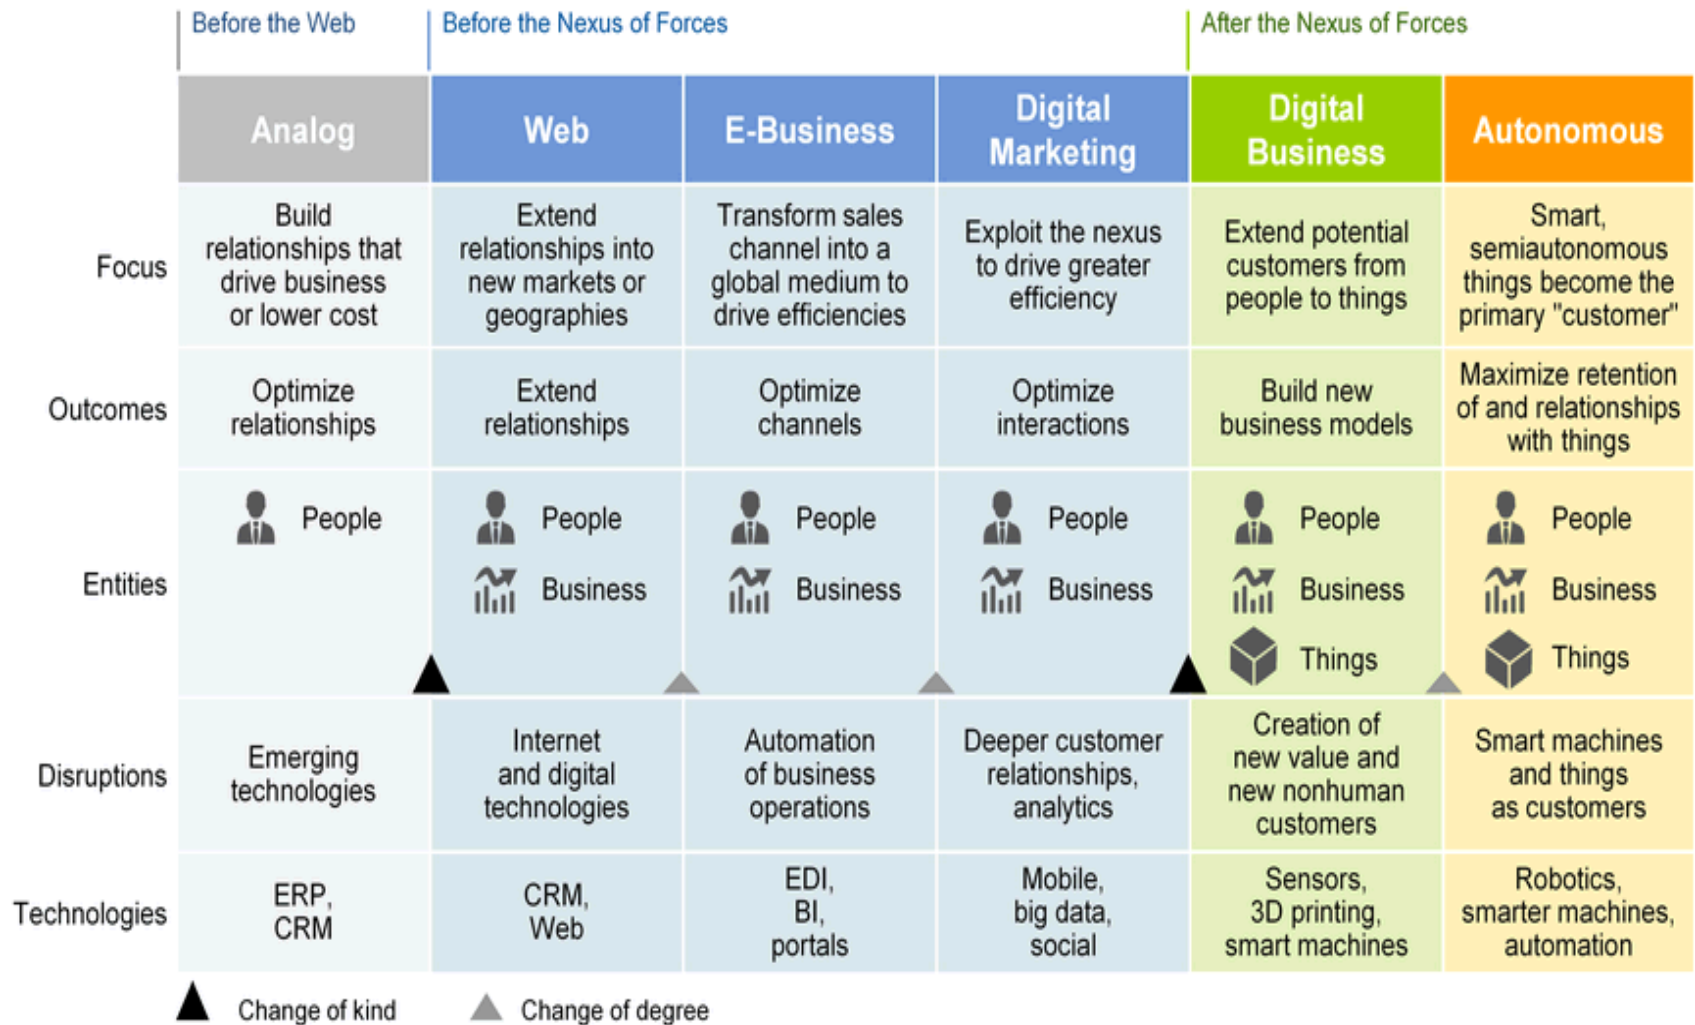 Before the Web
Before the Nexus of Forces
After the Nexus of Forces
Analog
Web
E-Business
Digital
Marketing
Digital
Business
Autonomous
Focus
Build
relationships that
drive business
or lower cost
Extend
relationships into
new markets or
geographies
Transform sales
channel into a
global medium to
drive efficiencies
Exploit the nexus
to drive greater
efficiency
Extend potential
customers from
people to things
Smart,
semiautonomous
things become the
primary "customer"
Outcomes
Optimize
relationships
Extend
relationships
Optimize
channels
Optimize
interactions
Build new
business models
Maximize retention
of and relationships
with things
Entities
People
People
Business
People
Business
People
Business
People
Business
Things
People
Business
Things
Disruptions
Emerging
technologies
Internet
and digital
technologies
Automation
of business
operations
Deeper customer
relationships,
analytics
Creation of
new value and
new nonhuman
customers
Smart machines
and things
as customers
Technologies
ERP,
CRM
CRM,
Web
EDI,
BI,
portals
Mobile,
big data,
social
Sensors,
3D printing,
smart machines
Robotics,
smarter machines,
automation
Change of kind
Change of degree